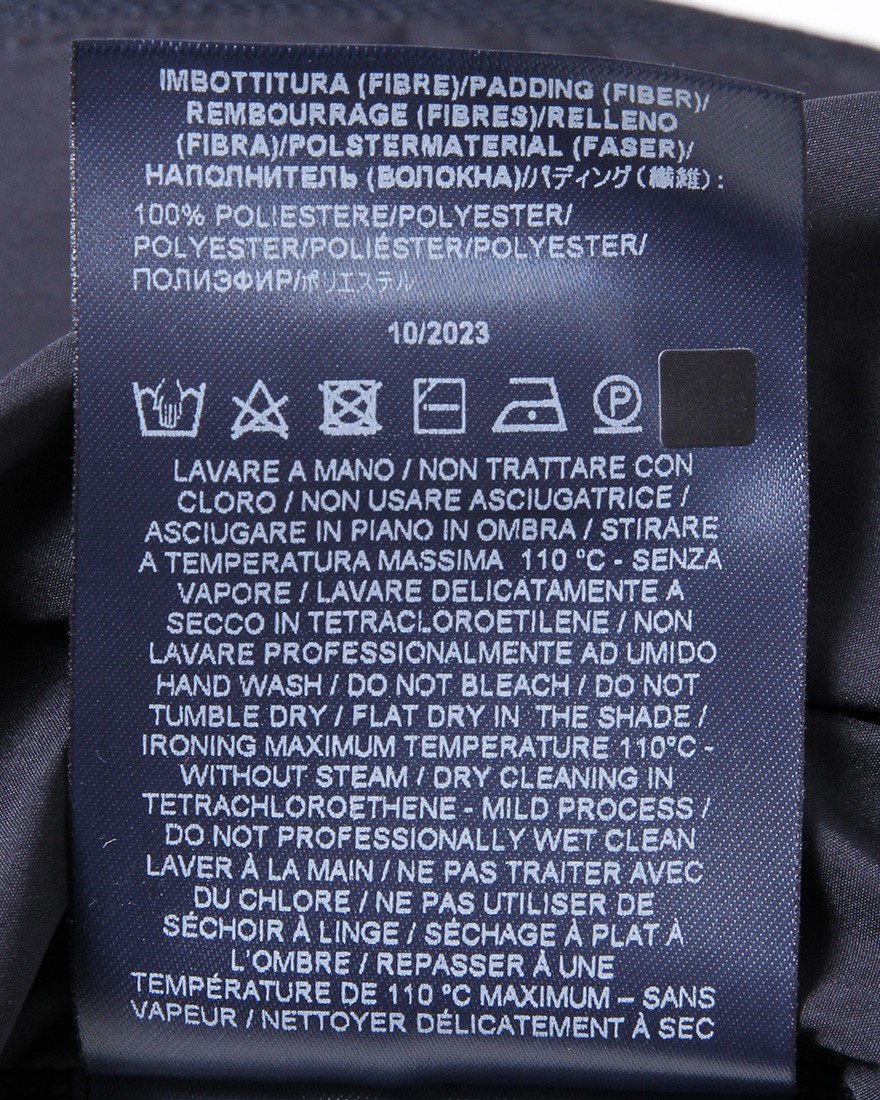 IMBOTTITURA (FIBRE)/PADDING (FIBER)/
REMBOURRAGE (FIBRES)/RELLENO
(FIBRA)/POLSTERMATERIAL (FASER)/
НАПОЛНИТЕЛЬ (ВОЛОКНА)/パディング(繊維):
100% POLIESTERE/POLYESTER/
POLYESTER/POLIÉSTER/POLYESTER/
ПОЛИЭФИР/ポリエステル
10/2023
P
LAVARE A MANO / NON TRATTARE CON
CLORO / NON USARE ASCIUGATRICE /
ASCIUGARE IN PIANO IN OMBRA / STIRARE
A TEMPERATURA MASSIMA 110 °C - SENZA
VAPORE / LAVARE DELICATAMENTE A
SECCO IN TETRACLOROETILENE / NON
LAVARE PROFESSIONALMENTE AD UMIDO
HAND WASH / DO NOT BLEACH / DO NOT
TUMBLE DRY / FLAT DRY IN THE SHADE /
IRONING MAXIMUM TEMPERATURE 110°C -
WITHOUT STEAM / DRY CLEANING IN
TETRACHLOROETHENE - MILD PROCESS /
DO NOT PROFESSIONALLY WET CLEAN
LAVER À LA MAIN / NE PAS TRAITER AVEC
DU CHLORE / NE PAS UTILISER DE
SÉCHOIR À LINGE / SÉCHAGE À PLAT À
L'OMBRE / REPASSER À UNE
TEMPÉRATURE DE 110 °C MAXIMUM – SANS
VAPEUR / NETTOYER DÉLICATEMENT À SEC